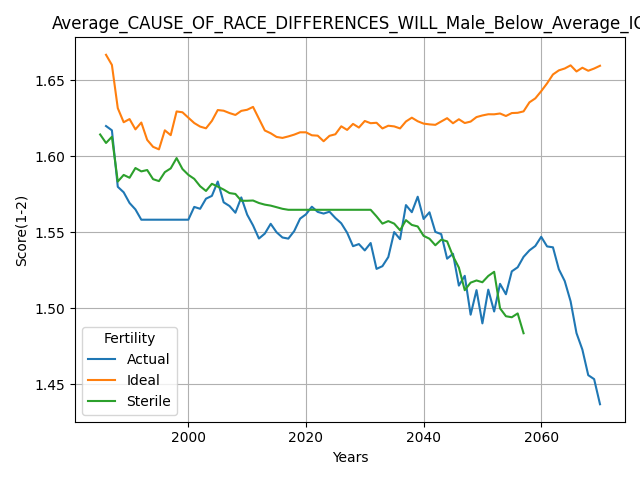 Average_CAUSE_OF_RACE_DIFFERENCES_WILL_Male_Below_Average_IQ
Score(1-2)
1.65
1.60
1.55
1.50
1.45
Fertility
Actual
Ideal
Sterile
2000 2020 2040 2060
Years